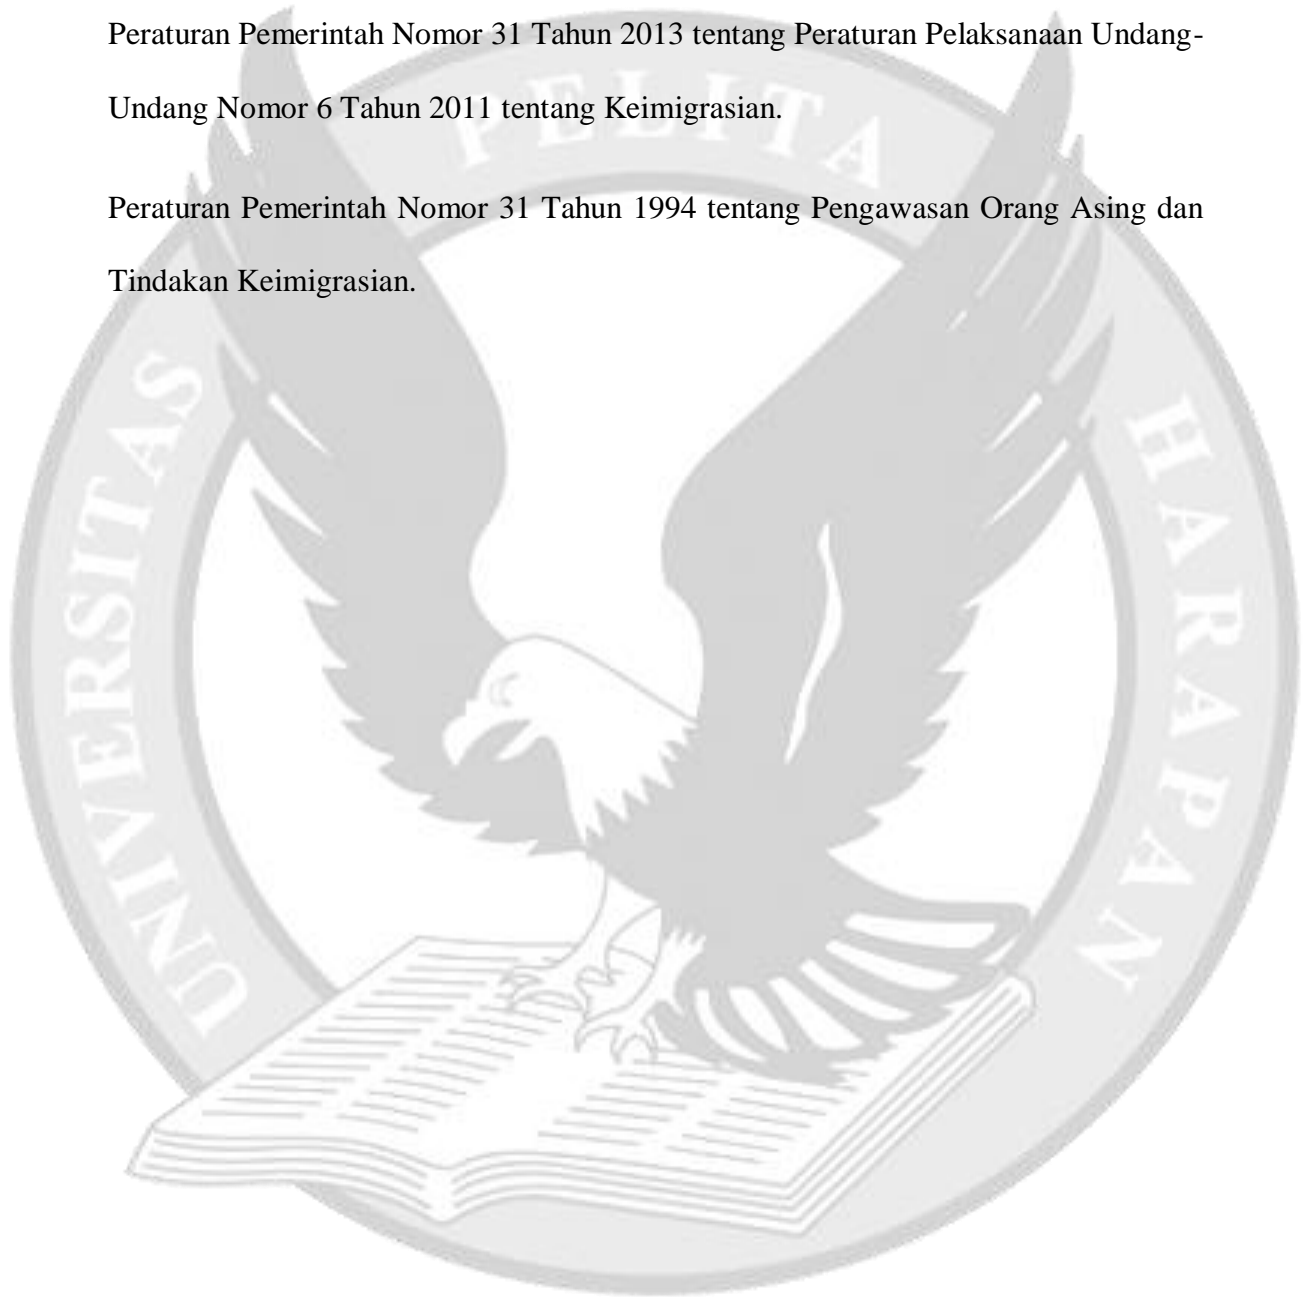 Peraturan Pemerintah Nomor 31 Tahun 2013 tentang Peraturan Pelaksanaan Undang-
Undang Nomor 6 Tahun 2011 tentang Keimigrasian.
Peraturan Pemerintah Nomor 31 Tahun 1994 tentang Pengawasan Orang Asing dan
Tindakan Keimigrasian.
UNIVERSITAS PELITA HARAPAN